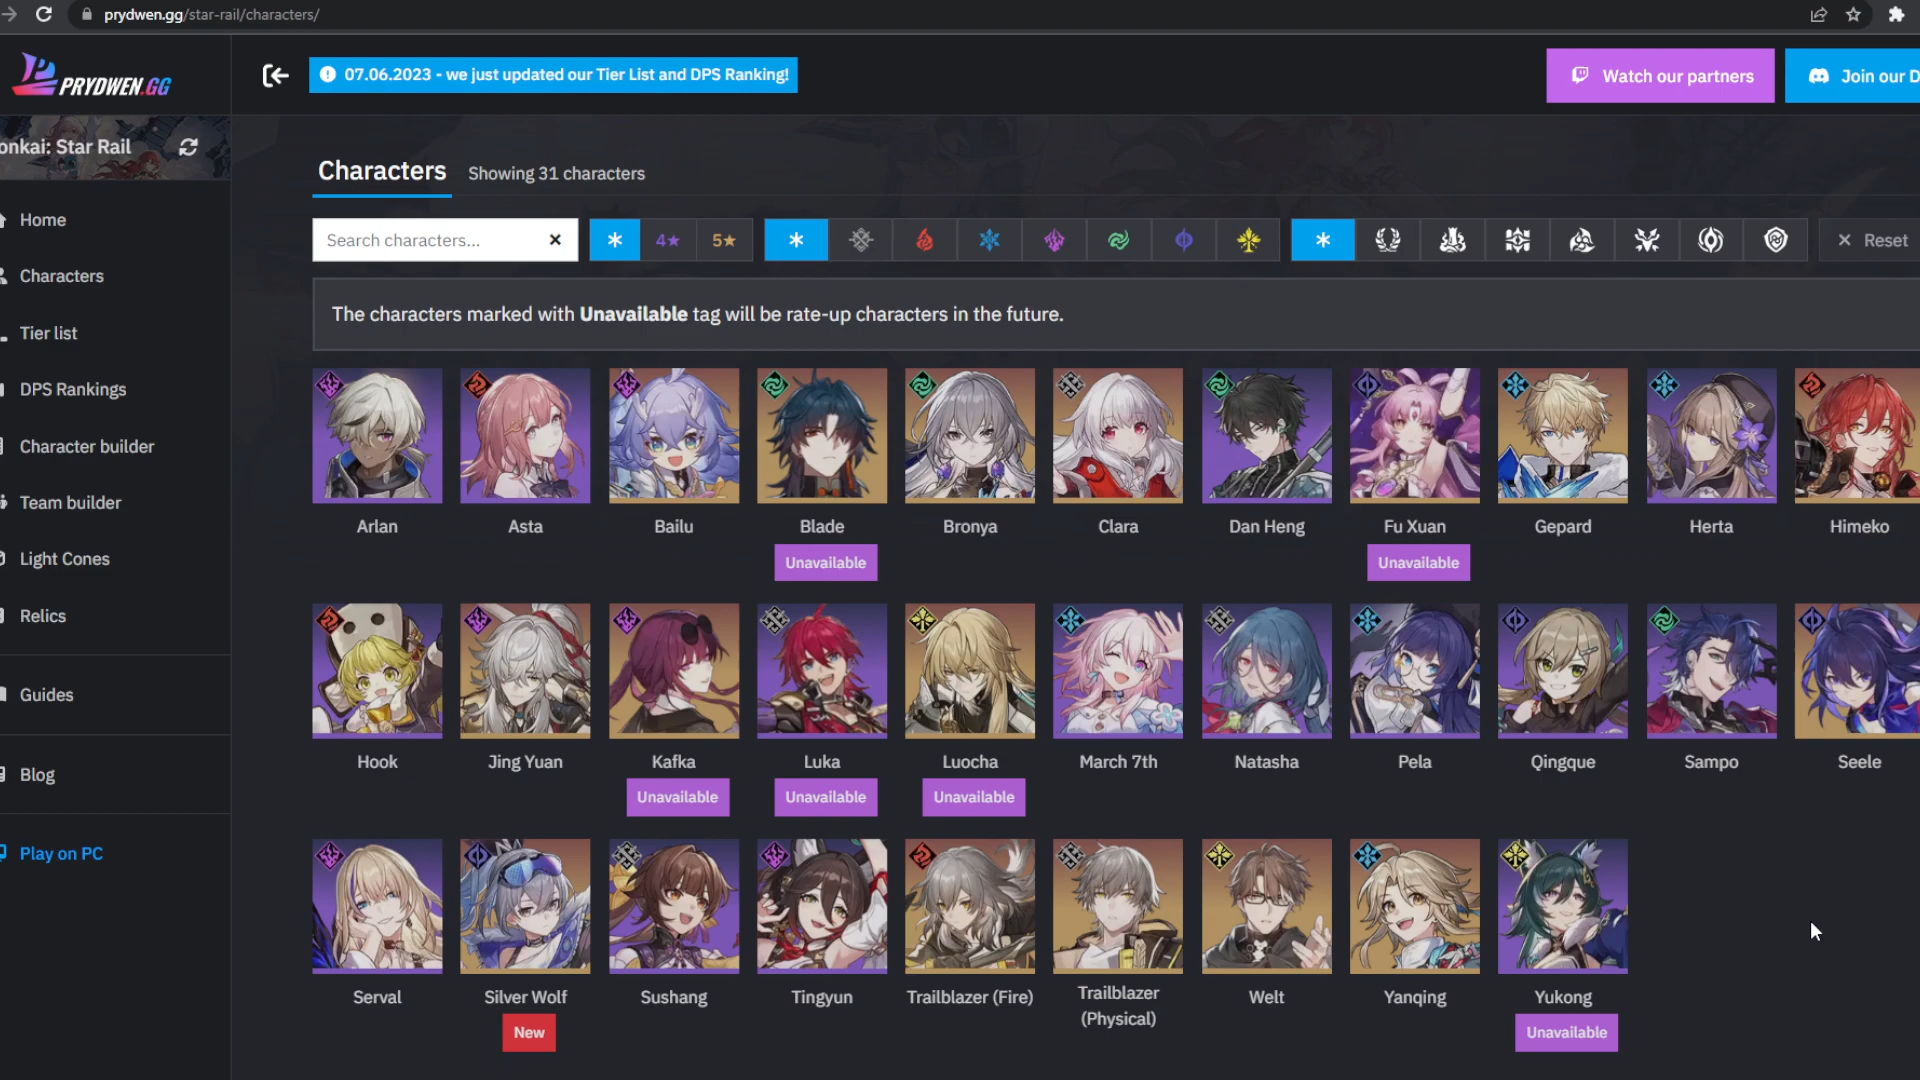 prydwen.gg/star-rail/characters/
PRYDWEN.GG
07.06.2023 - we just updated our Tier List and DPS Ranking!
Watch our partners
Join our D
onkai: Star Rail
Home
Characters
Tier list
DPS Rankings
Character builder
Team builder
Light Cones
Relics
Guides
Blog
Play on PC
Characters
Showing 31 characters
Search characters...
4★
5★
Reset
The characters marked with Unavailable tag will be rate-up characters in the future.
Arlan
Asta
Bailu
Blade
Bronya
Clara
Dan Heng
Fu Xuan
Gepard
Herta
Himeko
Unavailable
Unavailable
Hook
Jing Yuan
Kafka
Luka
Luocha
March 7th
Natasha
Pela
Qingque
Sampo
Seele
Unavailable
Unavailable
Unavailable
Serval
Silver Wolf
Sushang
Tingyun
Trailblazer (Fire)
Trailblazer
(Physical)
Welt
Yanqing
Yukong
New
Unavailable